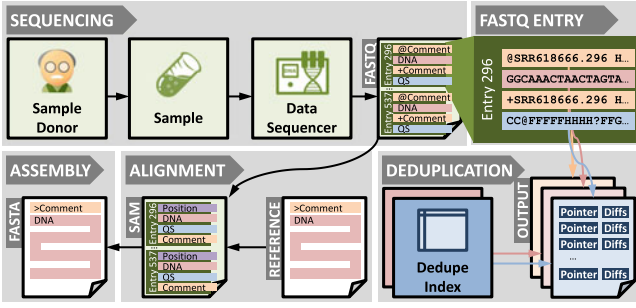 SEQUENCING
Sample
Donor
Sample
Data
Sequencer
FASTQ
Entry 296
@Comment
DNA
+Comment
QS
Entry 537
@Comment
DNA
+Comment
QS
FASTQ ENTRY
Entry 296
@SRR618666.296 H…
GGCAAACTAACTAGTA…
+SRR618666.296 H…
CC@FFFFFHHHH?FFG…
ASSEMBLY
FASTA
>Comment
DNA
ALIGNMENT
SAM
Entry 296
Position
DNA
QS
Comment
Entry 537
Position
DNA
QS
Comment
REFERENCE
>Comment
DNA
DEDUPLICATION
Dedupe
Index
OUTPUT
Pointer Diffs
Pointer Diffs
Pointer Diffs
...
Pointer Diffs